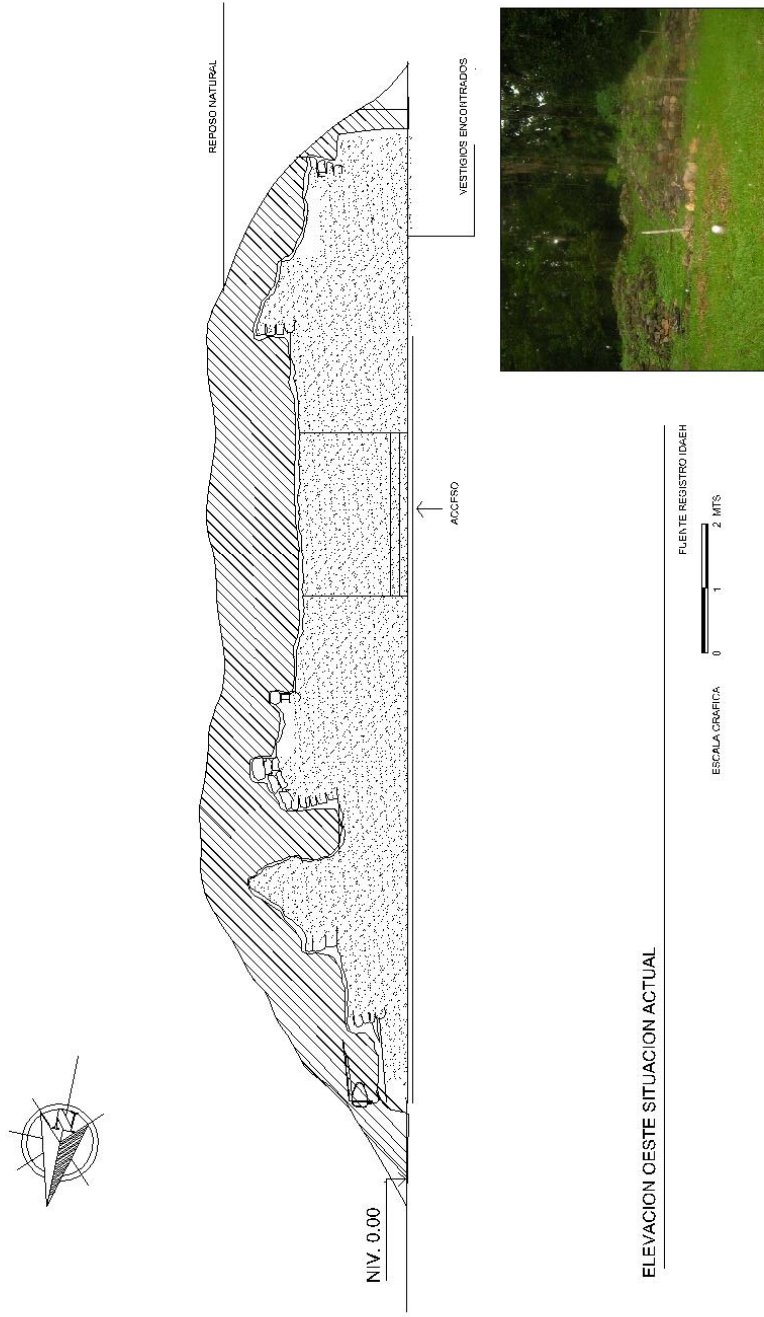 REPOSO NATURAL
VESTIGIOS ENCONTRADOS
N
NIV. 0.00
ACCESO
ELEVACION OESTE SITUACION ACTUAL
FUENTE REGISTRO IDAEH
ESCALA GRAFICA
0 1 2 MTS